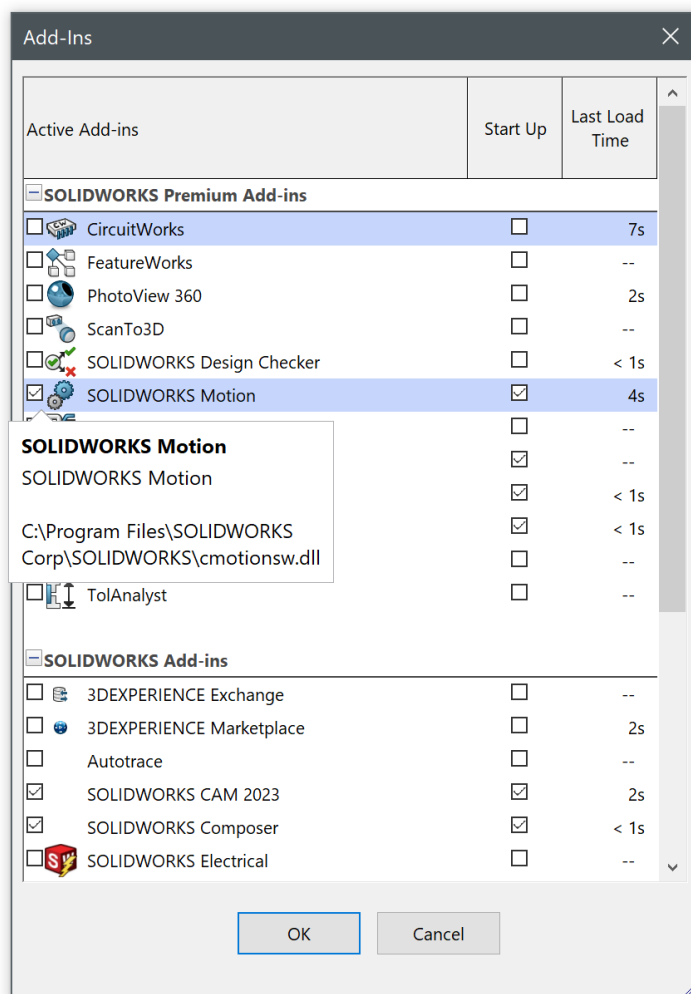 Add-Ins
Active Add-ins Start Up Last Load Time
SOLIDWORKS Premium Add-ins
CircuitWorks 7s
FeatureWorks --
PhotoView 360 2s
ScanTo3D --
SOLIDWORKS Design Checker < 1s
SOLIDWORKS Motion 4s
--
SOLIDWORKS Motion
--
SOLIDWORKS Motion
< 1s
C:\Program Files\SOLIDWORKS
< 1s
Corp\SOLIDWORKS\cmotionsw.dll
--
TolAnalyst --
SOLIDWORKS Add-ins
3DEXPERIENCE Exchange --
3DEXPERIENCE Marketplace 2s
Autotrace --
SOLIDWORKS CAM 2023 2s
SOLIDWORKS Composer < 1s
SOLIDWORKS Electrical --
OK Cancel